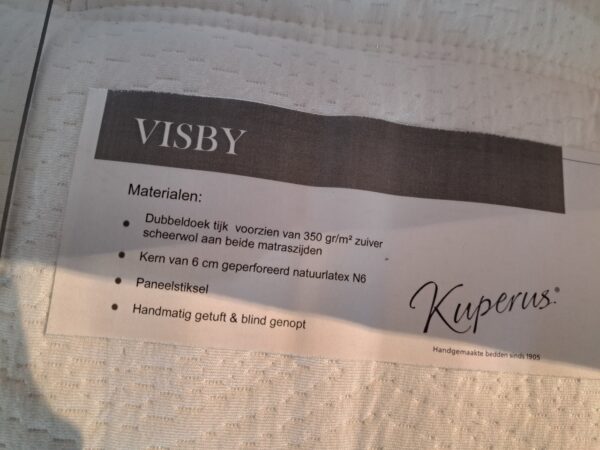 VISBY
Materialen:
• Dubbeldoek tijk voorzien van 350 gr/m² zuiver
scheerwol aan beide matraszijden
• Kern van 6 cm geperforeerd natuurlatex N6
• Paneelstiksel
• Handmatig getuft & blind genopt
Kuperus.®
Handgemaakte bedden sinds 1905